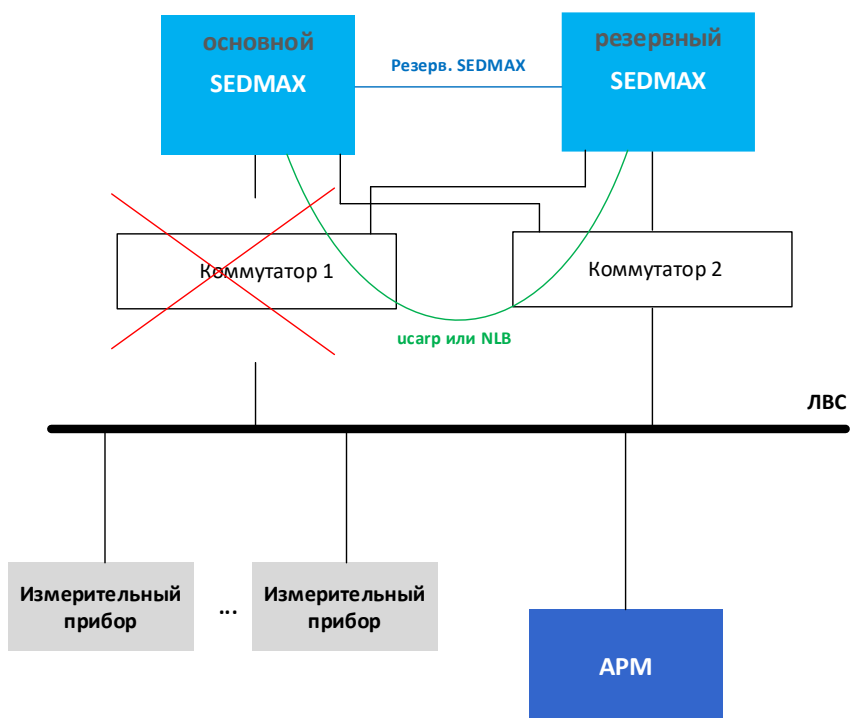 основной
SEDMAX
резервный
SEDMAX
Резерв. SEDMAX
Коммутатор 1
Коммутатор 2
ucarp или NLB
ЛВС
Измерительный
прибор
...
Измерительный
прибор
АРМ